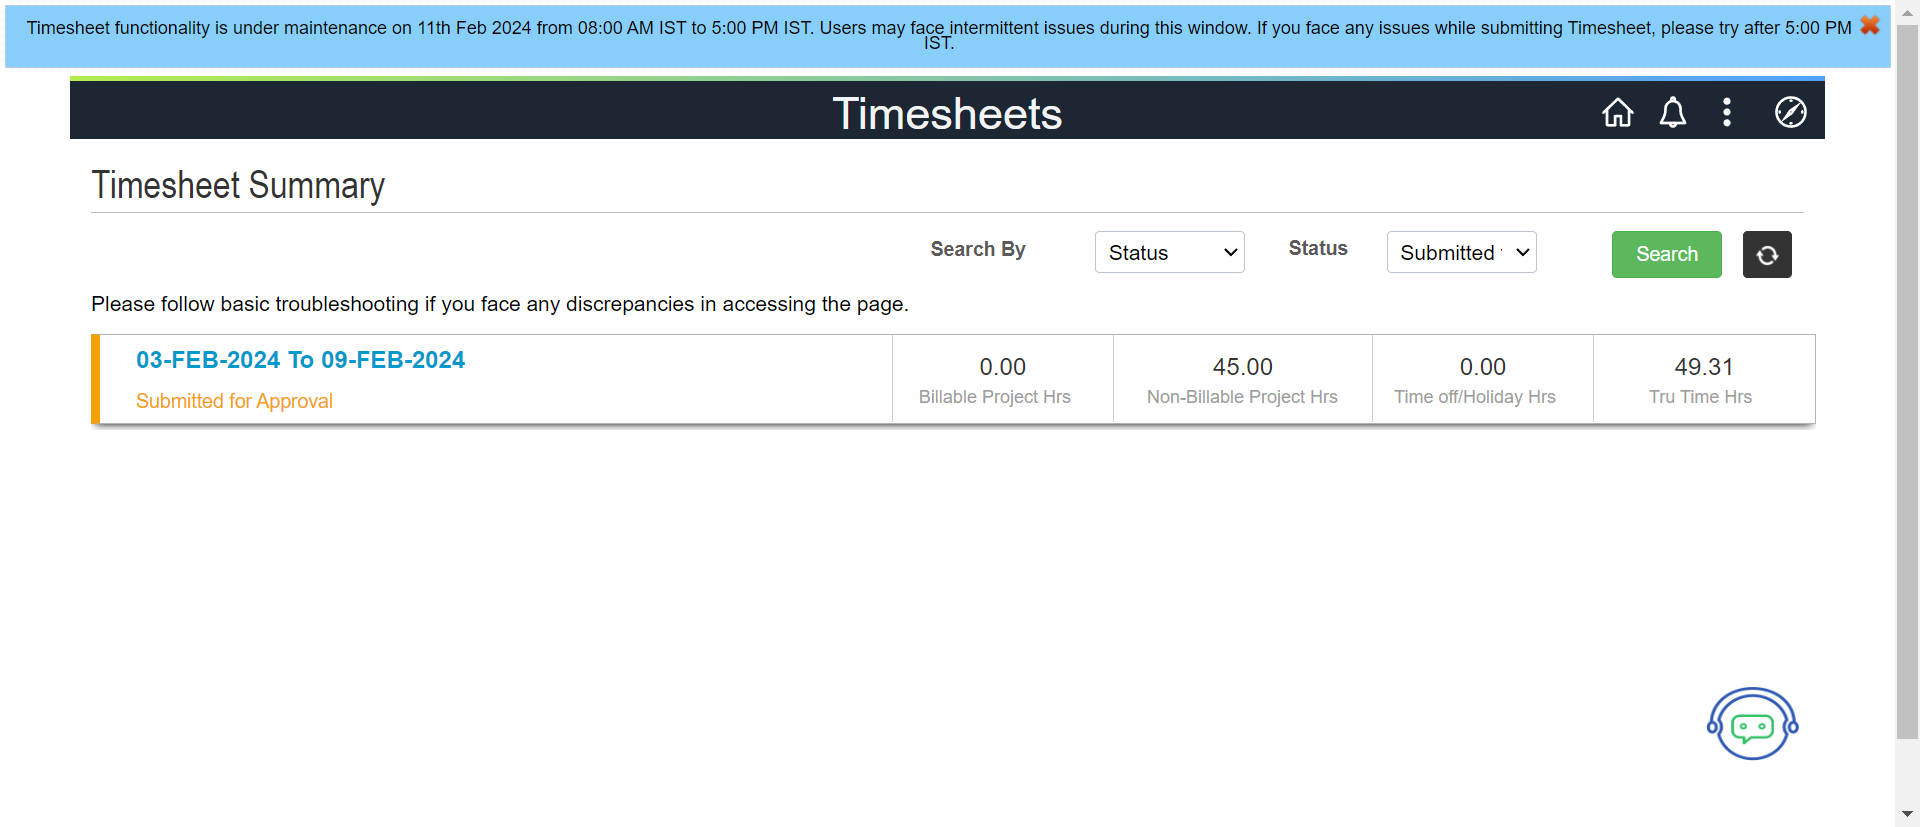 Timesheet functionality is under maintenance on 11th Feb 2024 from 08:00 AM IST to 5:00 PM IST. Users may face intermittent issues during this window. If you face any issues while submitting Timesheet, please try after 5:00 PM
IST.
Timesheets
Timesheet Summary
Search By Status Status Submitted Search
Please follow basic troubleshooting if you face any discrepancies in accessing the page.
03-FEB-2024 To 09-FEB-2024
Submitted for Approval
0.00
Billable Project Hrs
45.00
Non-Billable Project Hrs
0.00
Time off/Holiday Hrs
49.31
Tru Time Hrs